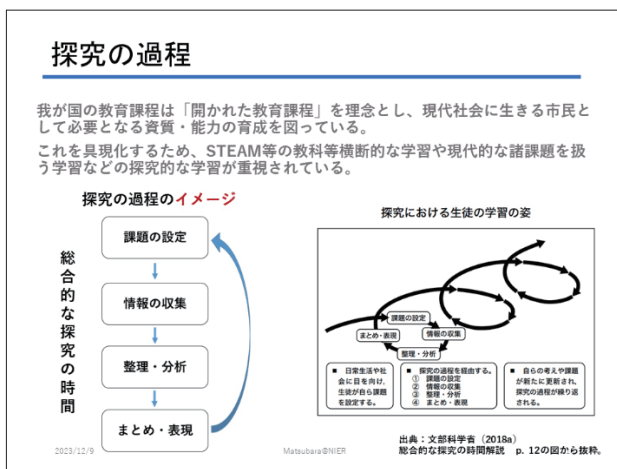 探究の過程
我が国の教育課程は「開かれた教育課程」を理念とし、現代社会に生きる市民と
して必要となる資質・能力の育成を図っている。
これを具現化するため、STEAM等の教科等横断的な学習や現代的な諸課題を扱
う学習などの探究的な学習が重視されている。
探究の過程のイメージ
総合的な探究の時間
課題の設定
情報の収集
整理・分析
まとめ・表現
探究における生徒の学習の姿
課題の設定
情報の収集
まとめ・表現
整理・分析
■ 日常生活や社
会に目を向け、
生徒が自ら課題
を設定する。
■ 探究の過程を経由する。
① 課題の設定
② 情報の収集
③ 整理・分析
④ まとめ・表現
■ 自らの考えや課題
が新たに更新され、
探究の過程が繰り返
される。
出典：文部科学省（2018a）
総合的な探究の時間解説 p. 12の図から抜粋。
2023/12/9
Matsubara@NIER